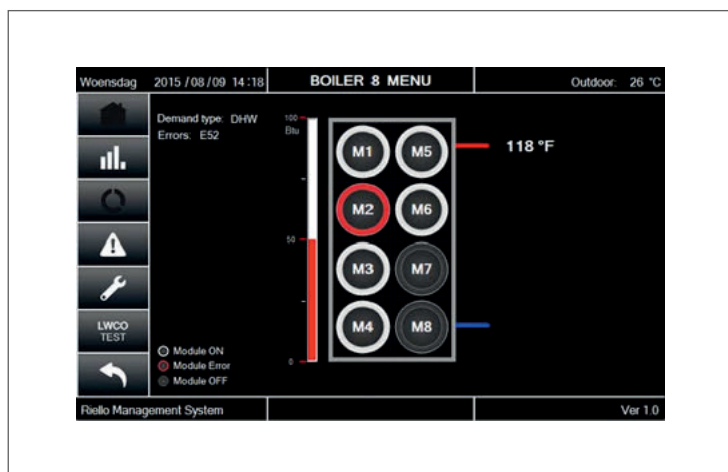 Woensdag 2015 / 08 / 09 14:18 BOILER 8 MENU Outdoor: 26 °C
Demand type: DHW
Errors: E52
100
Btu
50
0
M1 M5
118 °F
M2 M6
M3 M7
M4 M8
LWCO
TEST
Module ON
Module Error
Module OFF
Riello Management System Ver 1.0